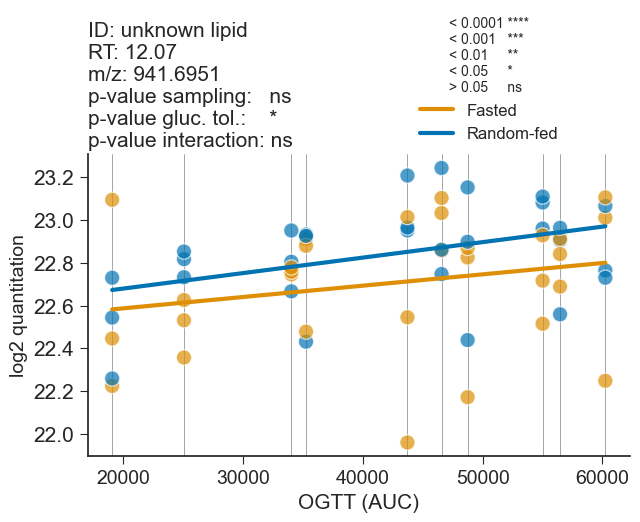 ID: unknown lipid
RT: 12.07
m/z: 941.6951
p-value sampling: ns
p-value gluc. tol.: *
p-value interaction: ns
< 0.0001 ****
< 0.001 ***
< 0.01 **
< 0.05 *
> 0.05 ns
Fasted
Random-fed
23.2
23.0
22.8
22.6
22.4
22.2
22.0
log2 quantitation
20000 30000 40000 50000 60000
OGTT (AUC)